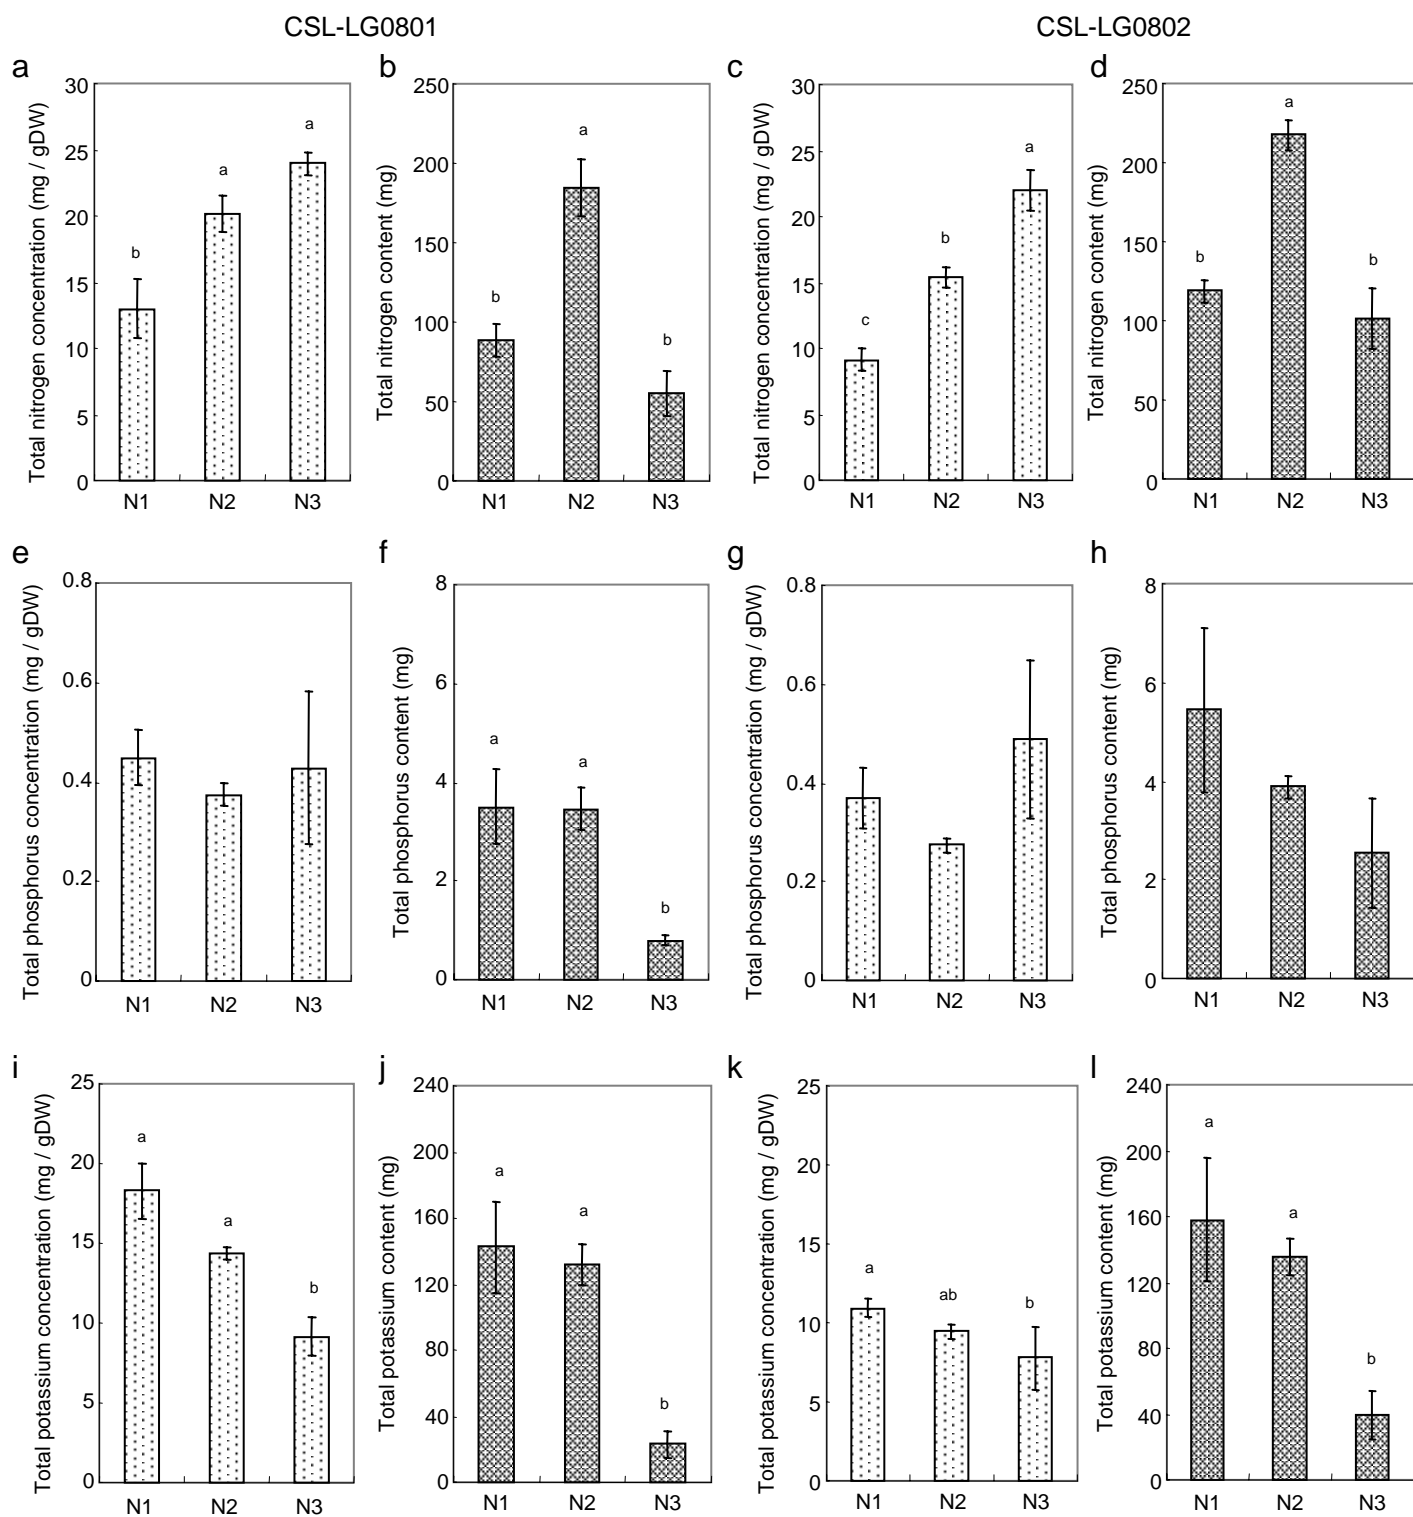 CSL-LG0801 CSL-LG0802
a b c d
Total nitrogen concentration (mg / gDW)
30
25
20
15
10
5
0
b a a
N1 N2 N3
Total nitrogen content (mg)
250
200
150
100
50
0
b a b
N1 N2 N3
Total nitrogen concentration (mg / gDW)
30
25
20
15
10
5
0
c b a
N1 N2 N3
Total nitrogen content (mg)
250
200
150
100
50
0
b a b
N1 N2 N3
e f g h
Total phosphorus concentration (mg / gDW)
0.8
0.6
0.4
0.2
0
N1 N2 N3
Total phosphorus content (mg)
8
6
4
2
0
a a b
N1 N2 N3
Total phosphorus concentration (mg / gDW)
0.8
0.6
0.4
0.2
0
N1 N2 N3
Total phosphorus content (mg)
8
6
4
2
0
N1 N2 N3
i j k l
Total potassium concentration (mg / gDW)
25
20
15
10
5
0
a a b
N1 N2 N3
Total potassium content (mg)
240
200
160
120
80
40
0
a a b
N1 N2 N3
Total potassium concentration (mg / gDW)
25
20
15
10
5
0
a ab b
N1 N2 N3
Total potassium content (mg)
240
200
160
120
80
40
0
a a b
N1 N2 N3